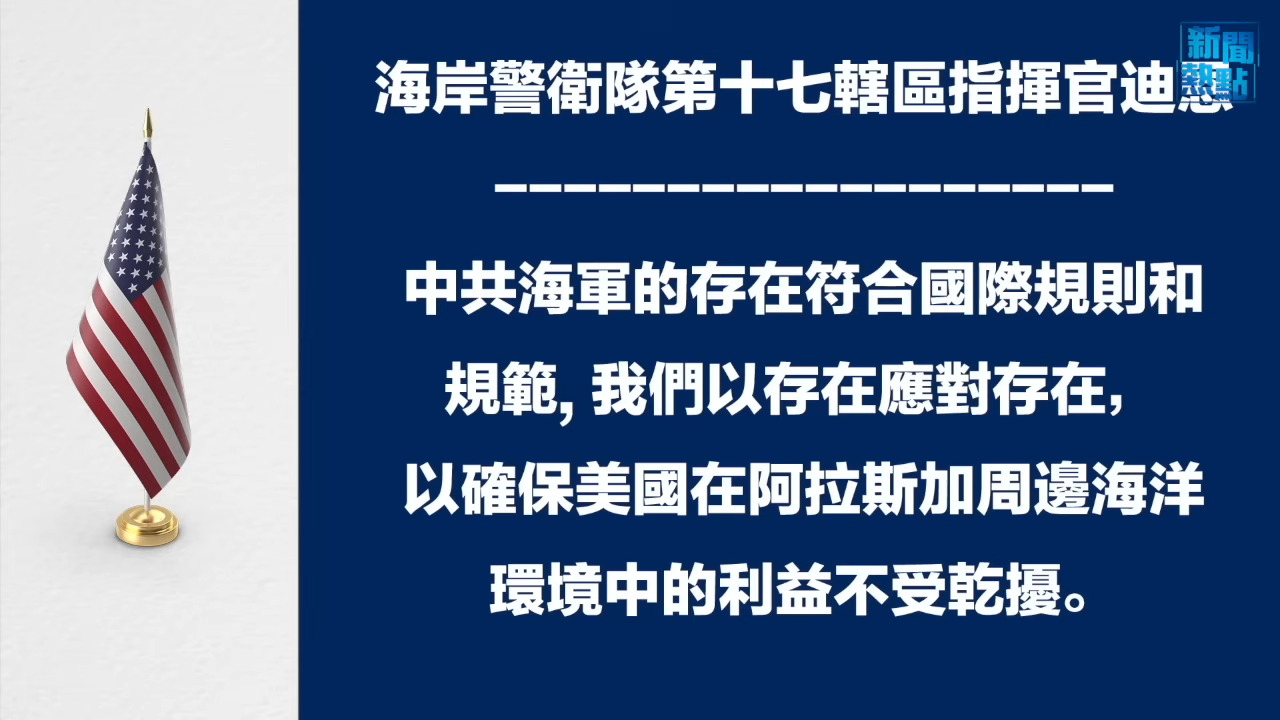 海岸警衛隊第十七轄區指揮官迪恩
新聞
熱點
中共海軍的存在符合國際規則和
規範, 我們以存在應對存在，
以確保美國在阿拉斯加周邊海洋
環境中的利益不受乾擾。